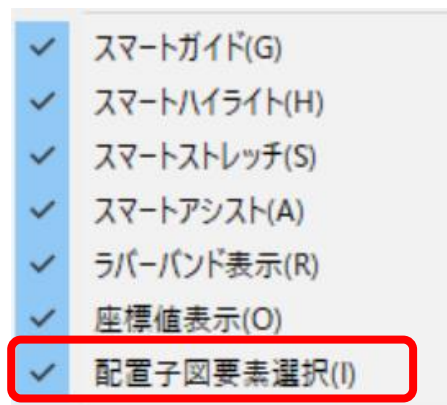 スマートガイド(G)
スマートハイライト(H)
スマートストレッチ(S)
スマートアシスト(A)
ラバーバンド表示(R)
座標値表示(O)
配置子図要素選択(I)